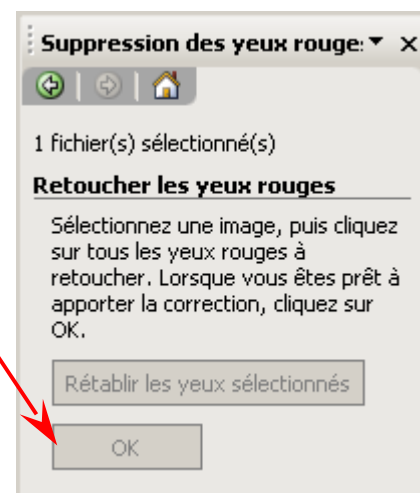 Suppression des yeux rouge:
1 fichier(s) sélectionné(s)
Retoucher les yeux rouges
Sélectionnez une image, puis cliquez
sur tous les yeux rouges à
retoucher. Lorsque vous êtes prêt à
apporter la correction, cliquez sur
OK.
Rétablir les yeux sélectionnés
OK